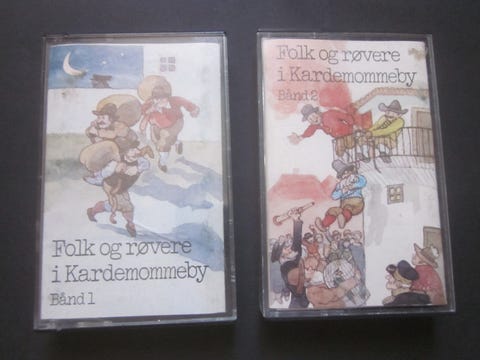 Folk og røvere
i Kardemommeby
Bånd 1
Folk og røvere
i Kardemommeby
Bånd 2